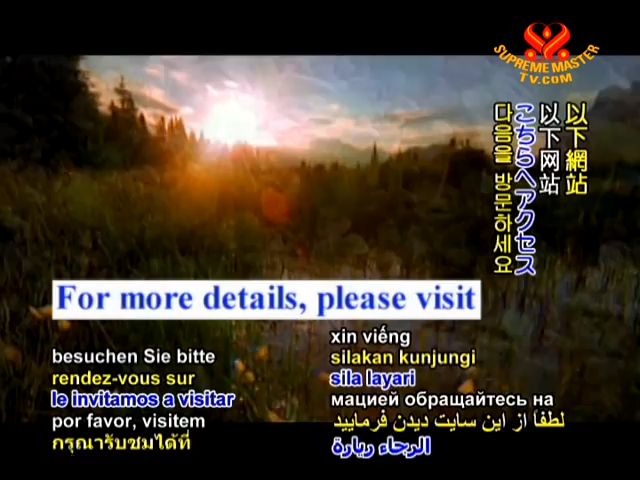 SUPREME MASTER
TV.COM
以下網站
以下网站
こちらへアクセス
다음을 방문하세요
For more details, please visit
besuchen Sie bitte
rendez-vous sur
le invitamos a visitar
por favor, visitem
กรุณารับชมได้ที่
xin viếng
silakan kunjungi
sila layari
мацией обращайтесь на
لطفاً از این سایت دیدن فرمایید
الرجاء زيارة